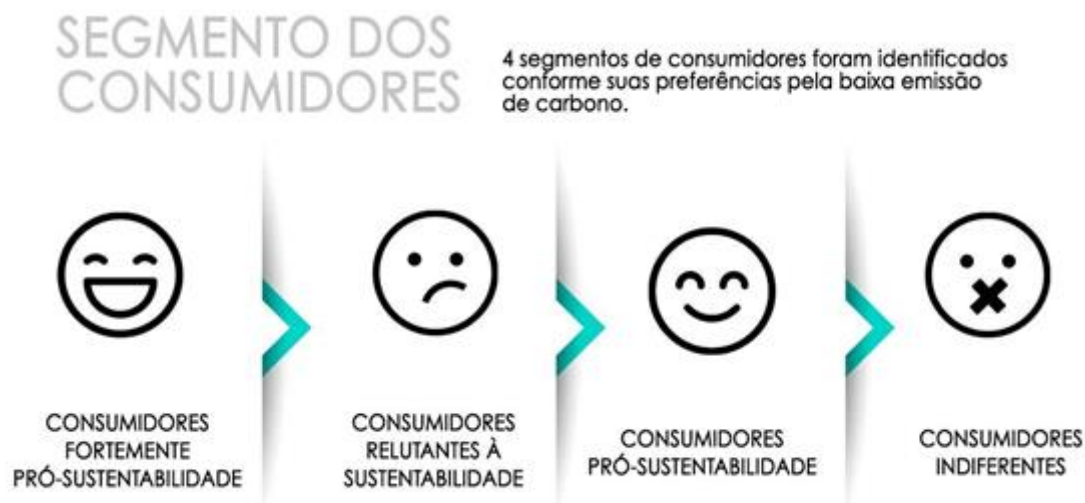 SEGMENTO DOS
CONSUMIDORES
4 segmentos de consumidores foram identificados
conforme suas preferências pela baixa emissão
de carbono.
CONSUMIDORES
FORTEMENTE
PRÓ-SUSTENTABILIDADE
CONSUMIDORES
RELUTANTES À
SUSTENTABILIDADE
CONSUMIDORES
PRÓ-SUSTENTABILIDADE
CONSUMIDORES
INDIFERENTES